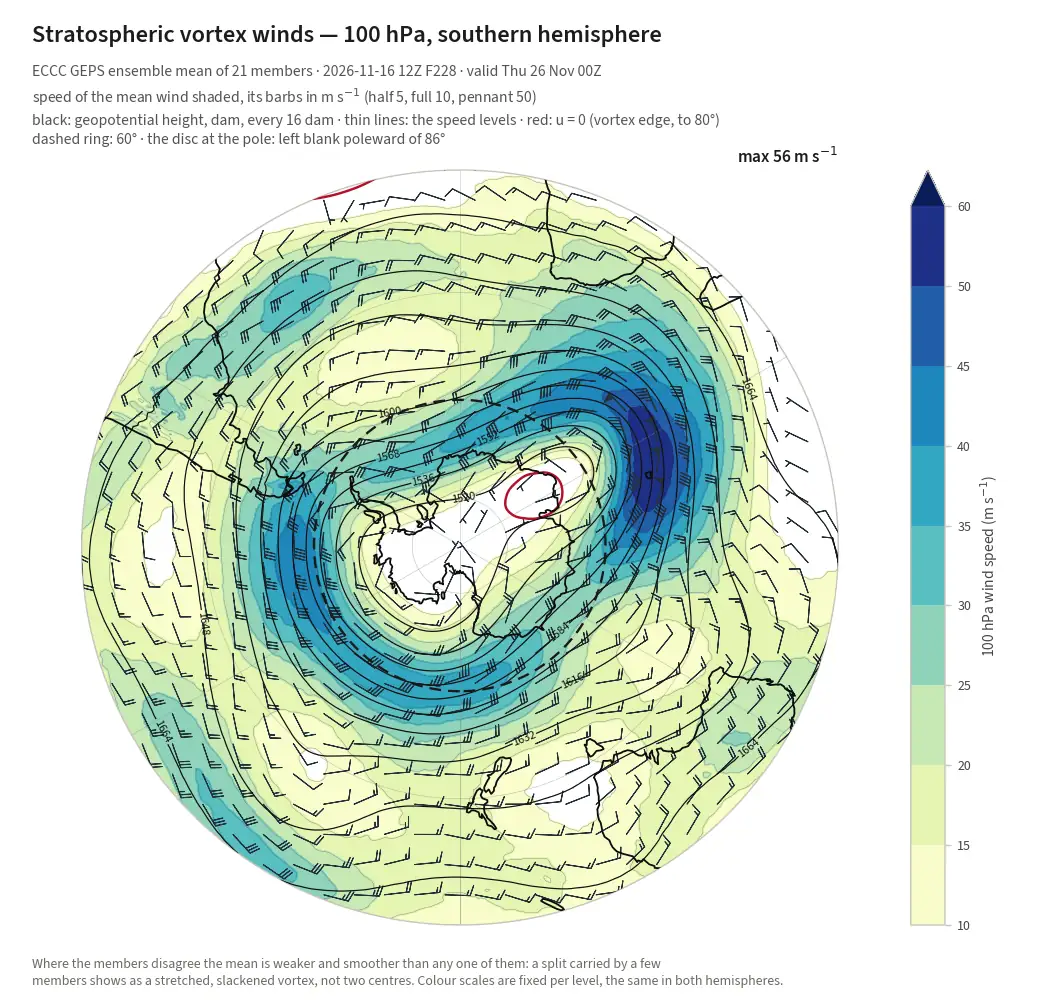 Stratospheric vortex winds — 100 hPa, southern hemisphere
ECCC GEPS ensemble mean of 21 members · 2026-11-16 12Z F228 · valid Thu 26 Nov 00Z
speed of the mean wind shaded, its barbs in m s⁻¹ (half 5, full 10, pennant 50)
black: geopotential height, dam, every 16 dam · thin lines: the speed levels · red: u = 0 (vortex edge, to 80°)
dashed ring: 60° · the disc at the pole: left blank poleward of 86°
max 56 m s⁻¹
60
50
45
40
35
30
25
20
15
10
100 hPa wind speed (m s⁻¹)
1664
1600
1552
1568
1536
1520
1648
1584
1616
1632
1664
1664
Where the members disagree the mean is weaker and smoother than any one of them: a split carried by a few
members shows as a stretched, slackened vortex, not two centres. Colour scales are fixed per level, the same in both hemispheres.